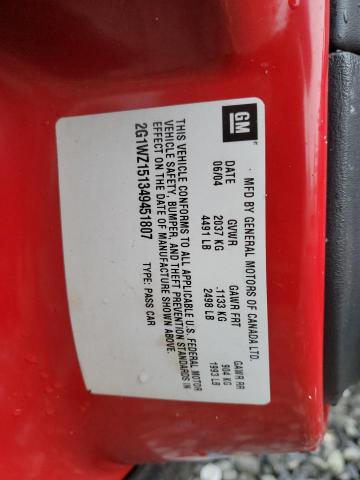 GM
MFD BY GENERAL MOTORS OF CANADA LTD.
DATE GVWR GAWR FRT GAWR RR
06/04 2037 KG 1133 KG 904 KG
4491 LB 2498 LB 1993 LB
THIS VEHICLE CONFORMS TO ALL APPLICABLE U.S. FEDERAL MOTOR
VEHICLE SAFETY, BUMPER, AND THEFT PREVENTION STANDARDS IN
EFFECT ON THE DATE OF MANUFACTURE SHOWN ABOVE.
2G1WZ151349451807 TYPE: PASS CAR